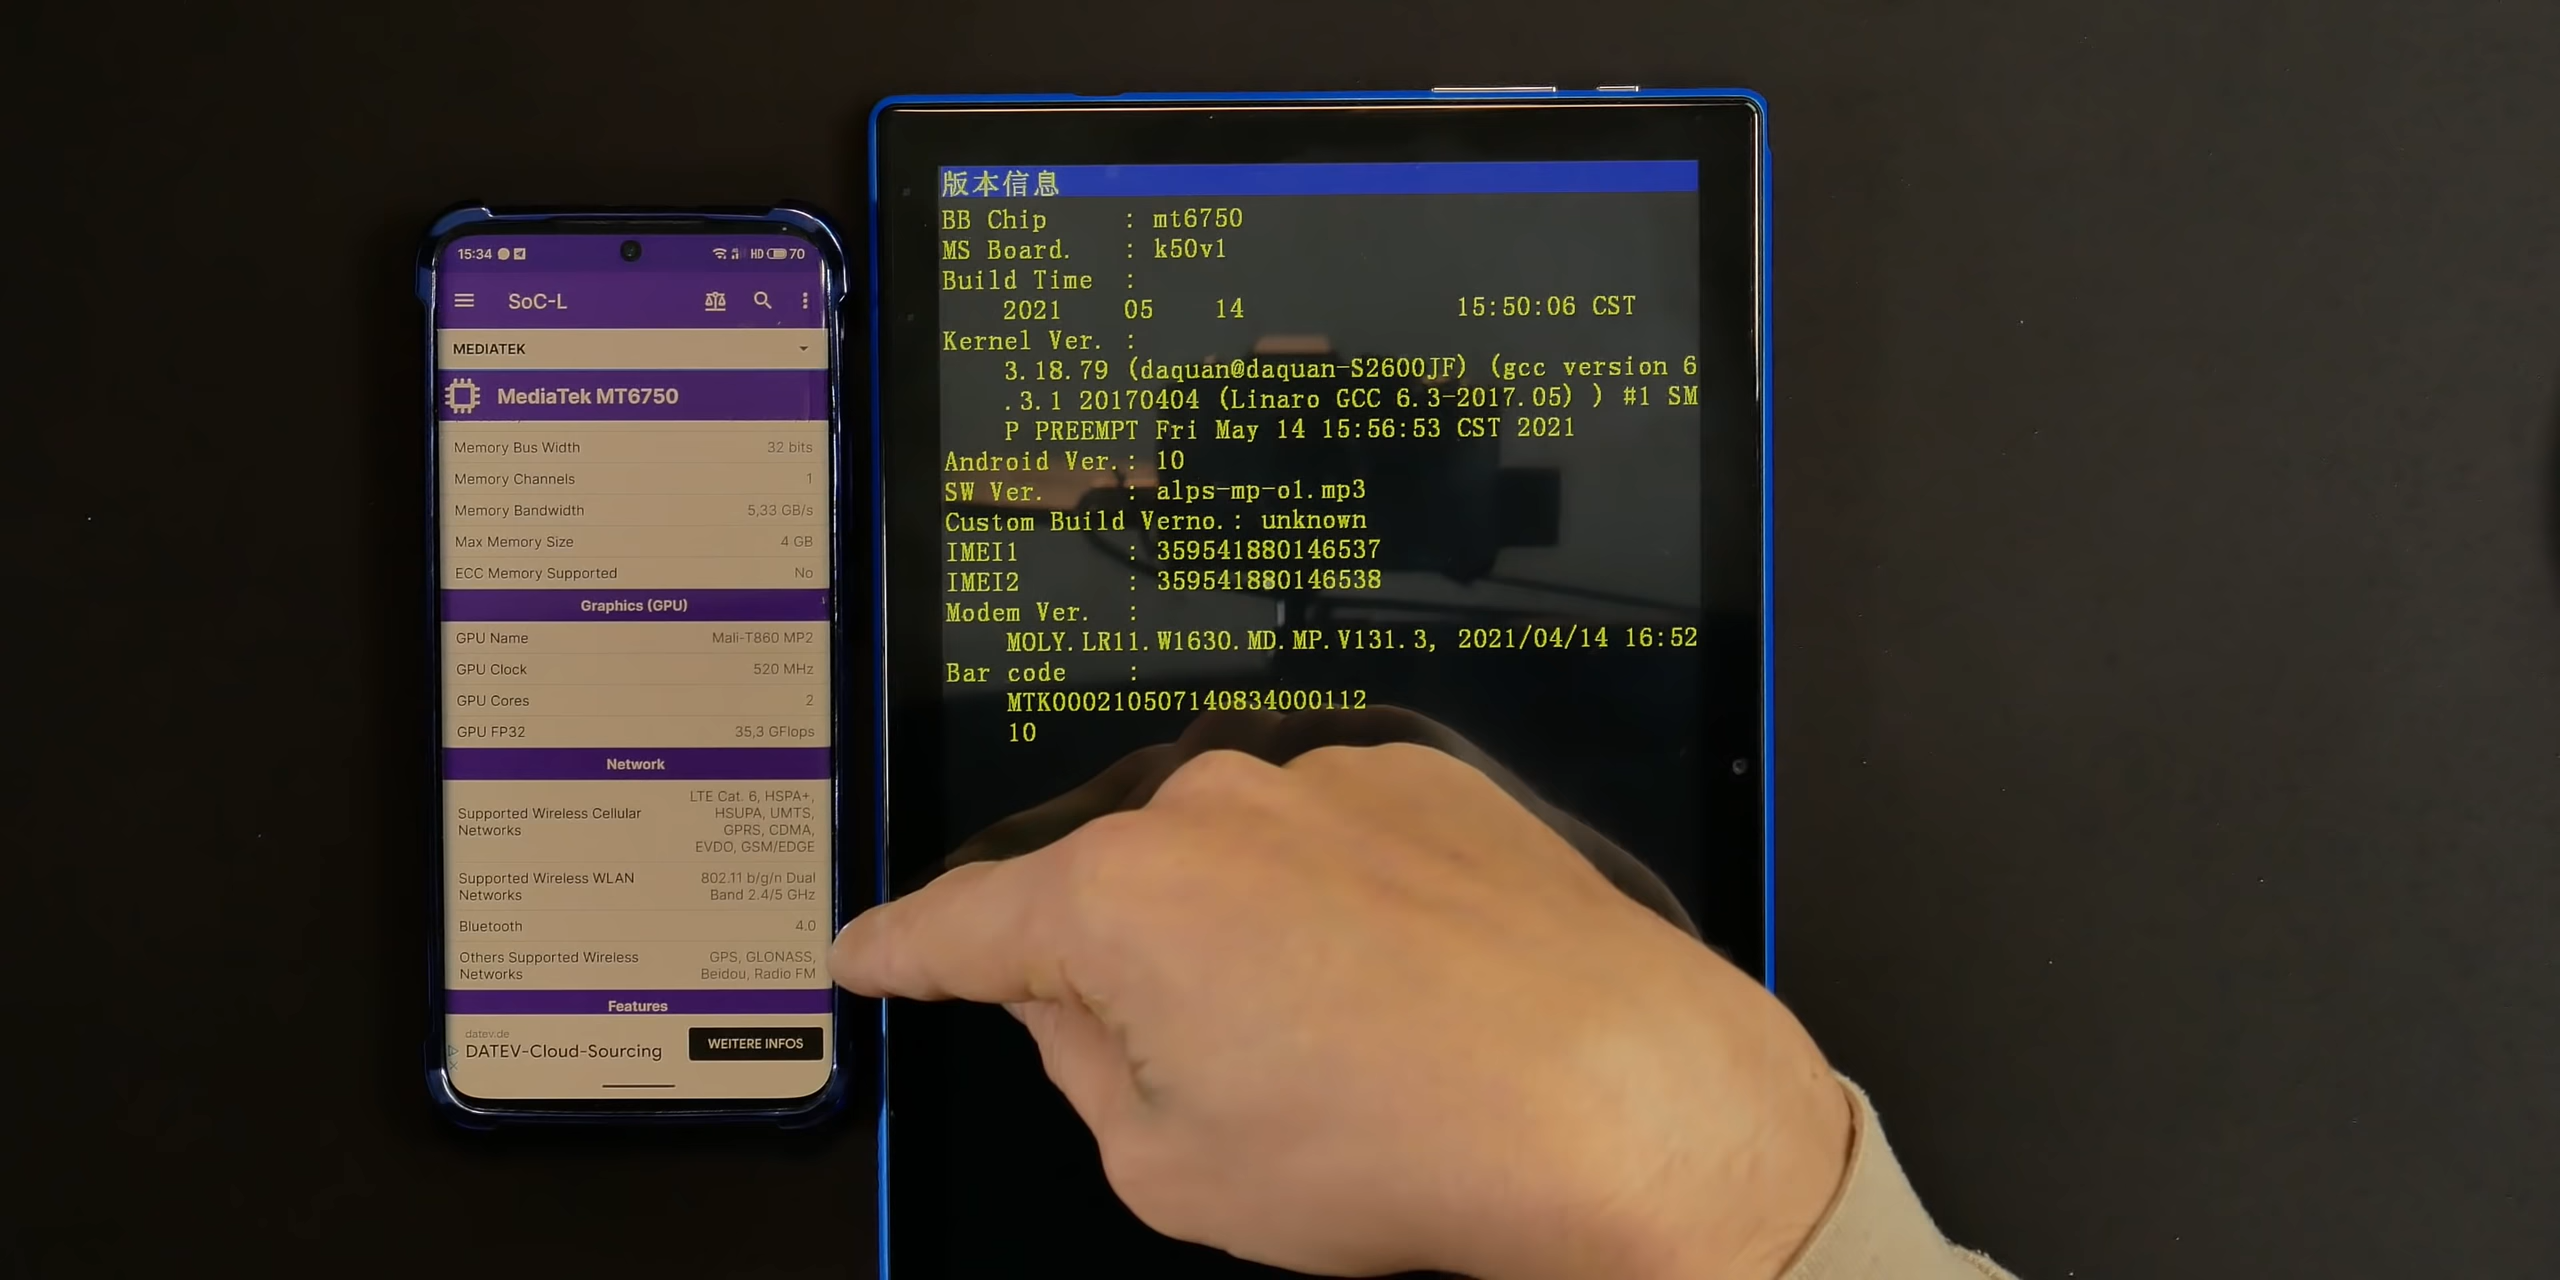 15:34 HD 70
SoC-L
MEDIATEK
MediaTek MT6750
Memory Bus Width 32 bits
Memory Channels 1
Memory Bandwidth 5,33 GB/s
Max Memory Size 4 GB
ECC Memory Supported No
Graphics (GPU)
GPU Name Mali-T860 MP2
GPU Clock 520 MHz
GPU Cores 2
GPU FP32 35,3 GFlops
Network
Supported Wireless Cellular Networks
LTE Cat. 6, HSPA+,
HSUPA, UMTS,
GPRS, CDMA,
EVDO, GSM/EDGE
Supported Wireless WLAN Networks
802.11 b/g/n Dual
Band 2.4/5 GHz
Bluetooth 4.0
Others Supported Wireless Networks
GPS, GLONASS,
Beidou, Radio FM
Features
datev.de
DATEV-Cloud-Sourcing
WEITERE INFOS
版本信息
BB Chip : mt6750
MS Board. : k50v1
Build Time :
2021 05 14 15:50:06 CST
Kernel Ver. :
3.18.79 (daquan@daquan-S2600JF) (gcc version 6
.3.1 20170404 (Linaro GCC 6.3-2017.05) ) #1 SM
P PREEMPT Fri May 14 15:56:53 CST 2021
Android Ver.: 10
SW Ver. : alps-mp-o1.mp3
Custom Build Verno.: unknown
IMEI1 : 359541880146537
IMEI2 : 359541880146538
Modem Ver. :
MOLY.LR11.W1630.MD.MP.V131.3, 2021/04/14 16:52
Bar code :
MTK000210507140834000112
10